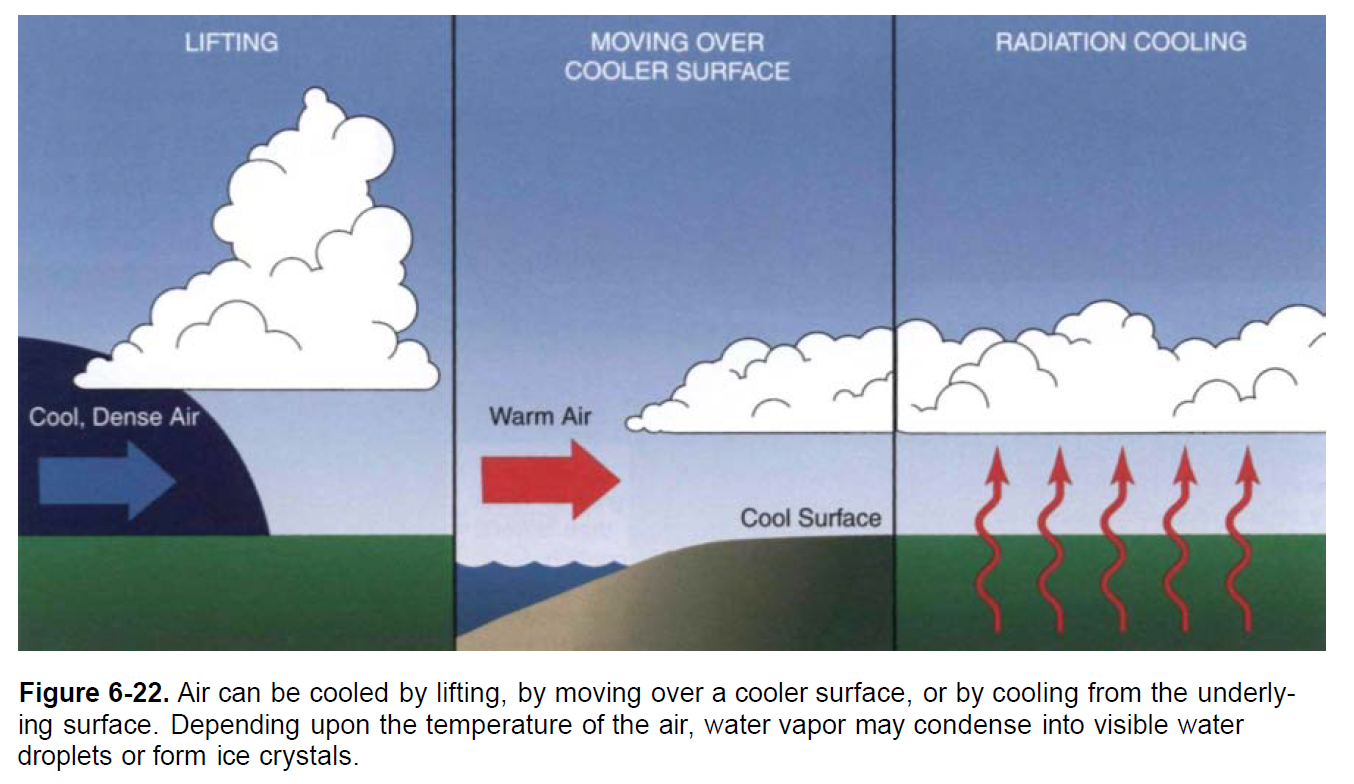 LIFTING
MOVING OVER
COOLER SURFACE
RADIATION COOLING
Cool, Dense Air
Warm Air
Cool Surface
Figure 6-22. Air can be cooled by lifting, by moving over a cooler surface, or by cooling from the underly-
ing surface. Depending upon the temperature of the air, water vapor may condense into visible water
droplets or form ice crystals.